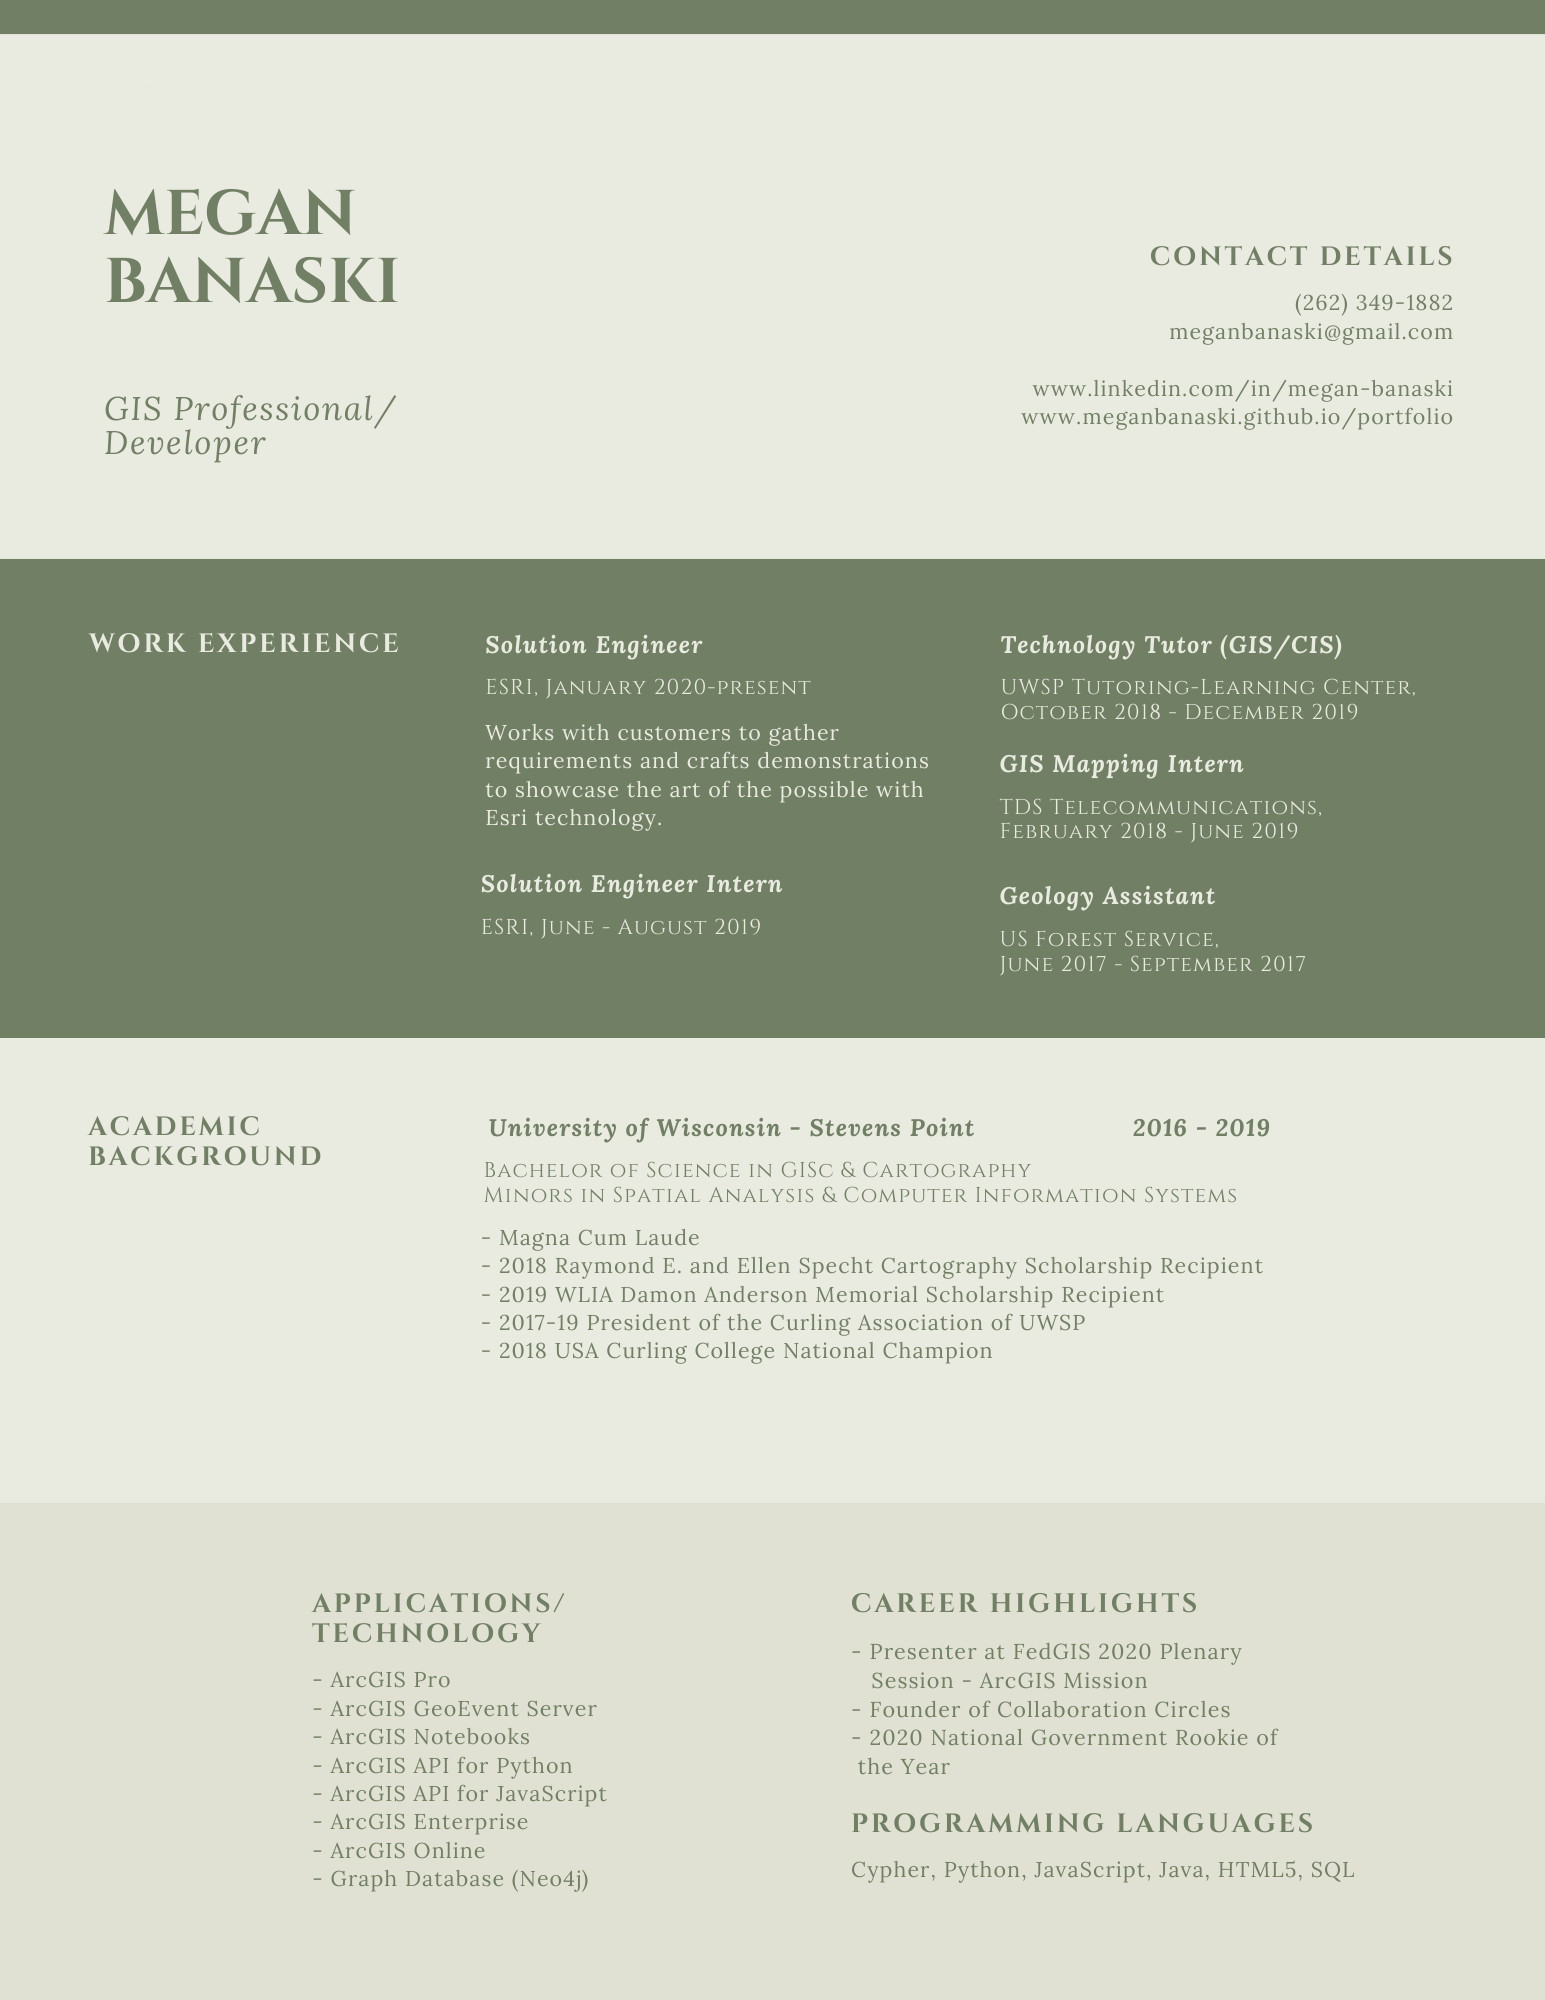 MEGAN
BANASKI
GIS Professional/
Developer
CONTACT DETAILS
(262) 349-1882
meganbanaski@gmail.com
www.linkedin.com/in/megan-banaski
www.meganbanaski.github.io/portfolio
WORK EXPERIENCE
Solution Engineer
ESRI, January 2020-present
Works with customers to gather
requirements and crafts demonstrations
to showcase the art of the possible with
Esri technology.
Solution Engineer Intern
ESRI, June - August 2019
Technology Tutor (GIS/CIS)
UWSP Tutoring-Learning Center,
October 2018 - December 2019
GIS Mapping Intern
TDS Telecommunications,
February 2018 - June 2019
Geology Assistant
US Forest Service,
June 2017 - September 2017
ACADEMIC
BACKGROUND
University of Wisconsin - Stevens Point 2016 - 2019
Bachelor of Science in GISc & Cartography
Minors in Spatial Analysis & Computer Information Systems
- Magna Cum Laude
- 2018 Raymond E. and Ellen Specht Cartography Scholarship Recipient
- 2019 WLIA Damon Anderson Memorial Scholarship Recipient
- 2017-19 President of the Curling Association of UWSP
- 2018 USA Curling College National Champion
APPLICATIONS/
TECHNOLOGY
- ArcGIS Pro
- ArcGIS GeoEvent Server
- ArcGIS Notebooks
- ArcGIS API for Python
- ArcGIS API for JavaScript
- ArcGIS Enterprise
- ArcGIS Online
- Graph Database (Neo4j)
CAREER HIGHLIGHTS
- Presenter at FedGIS 2020 Plenary
Session - ArcGIS Mission
- Founder of Collaboration Circles
- 2020 National Government Rookie of
the Year
PROGRAMMING LANGUAGES
Cypher, Python, JavaScript, Java, HTML5, SQL